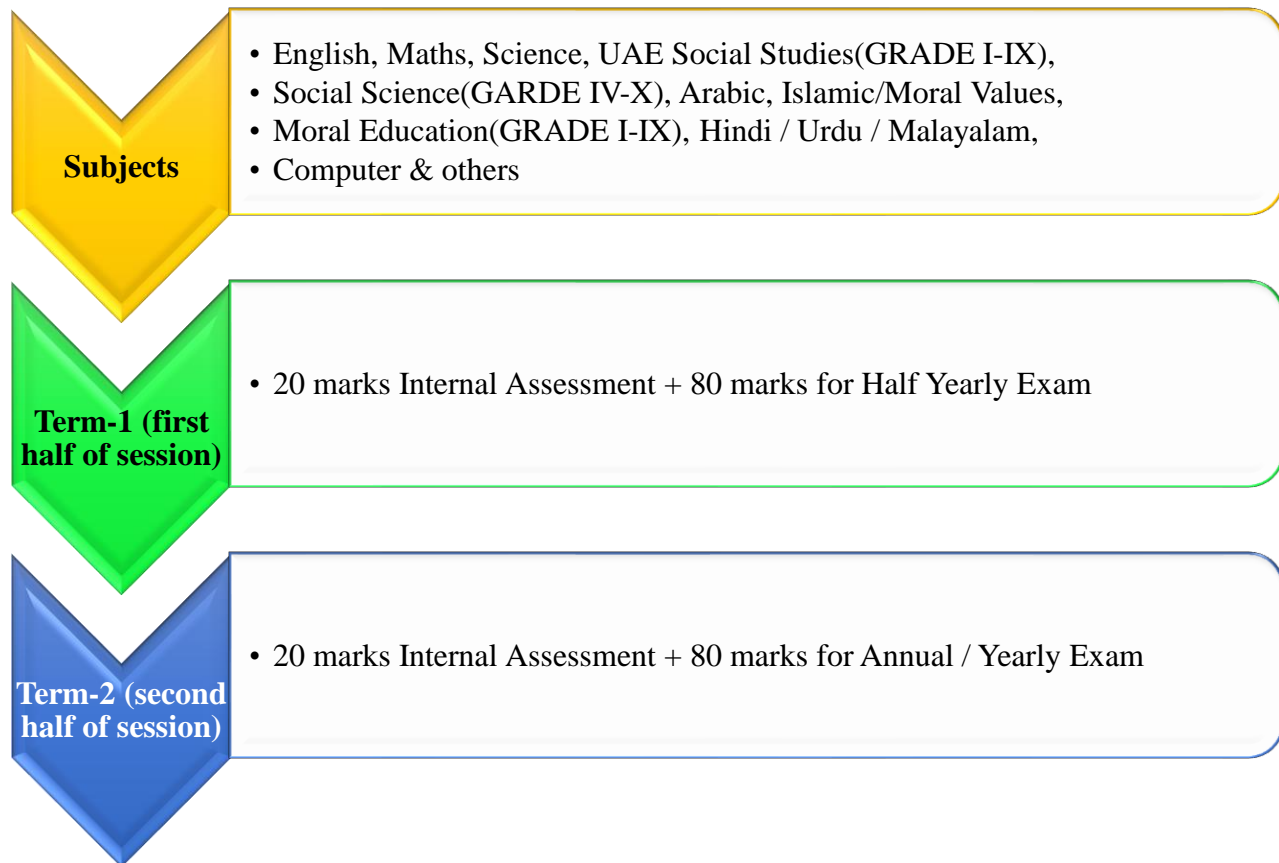 Subjects
• English, Maths, Science, UAE Social Studies(GRADE I-IX),
• Social Science(GARDE IV-X), Arabic, Islamic/Moral Values,
• Moral Education(GRADE I-IX), Hindi / Urdu / Malayalam,
• Computer & others
Term-1 (first
half of session)
• 20 marks Internal Assessment + 80 marks for Half Yearly Exam
Term-2 (second
half of session)
• 20 marks Internal Assessment + 80 marks for Annual / Yearly Exam